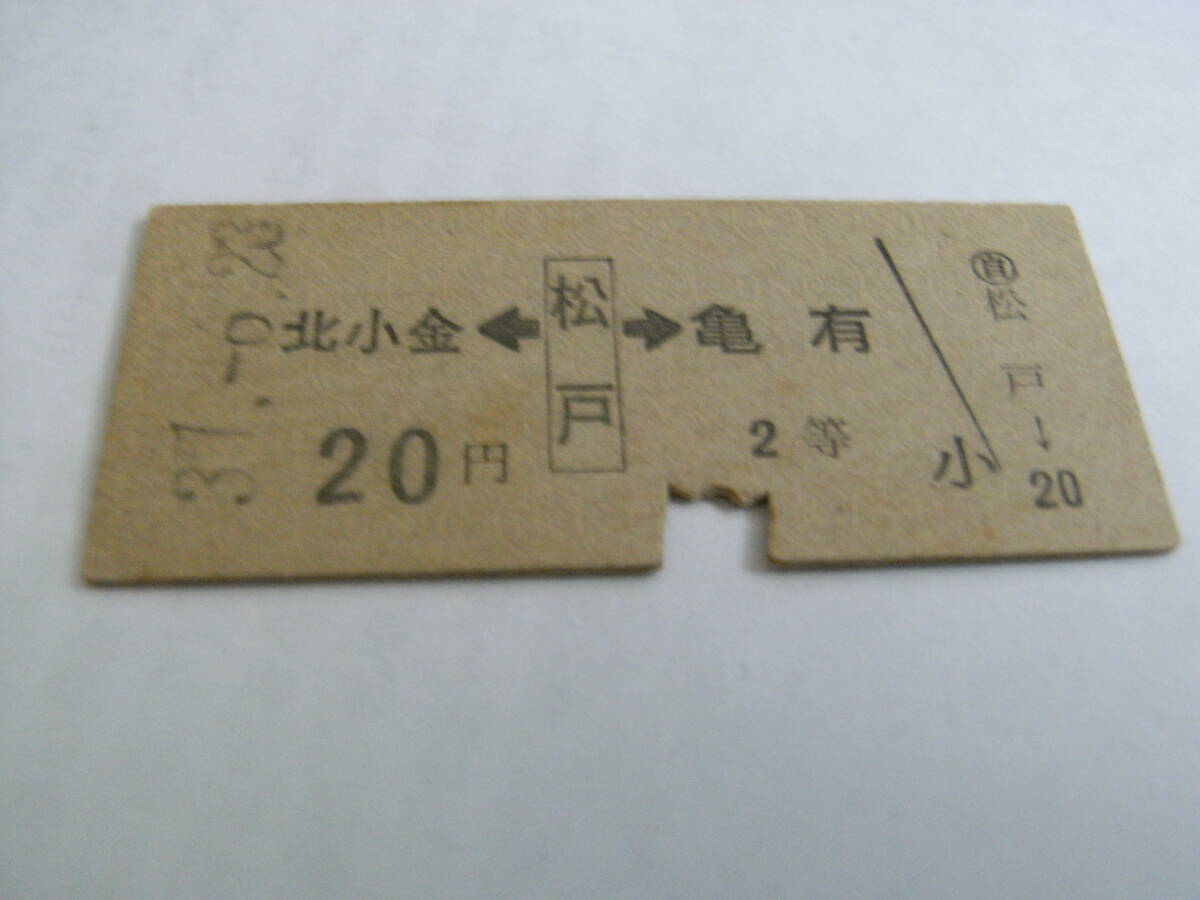 37.-0.23
北小金 ← 松戸 → 亀有
20円
2等
小
自
松戸
↓
20